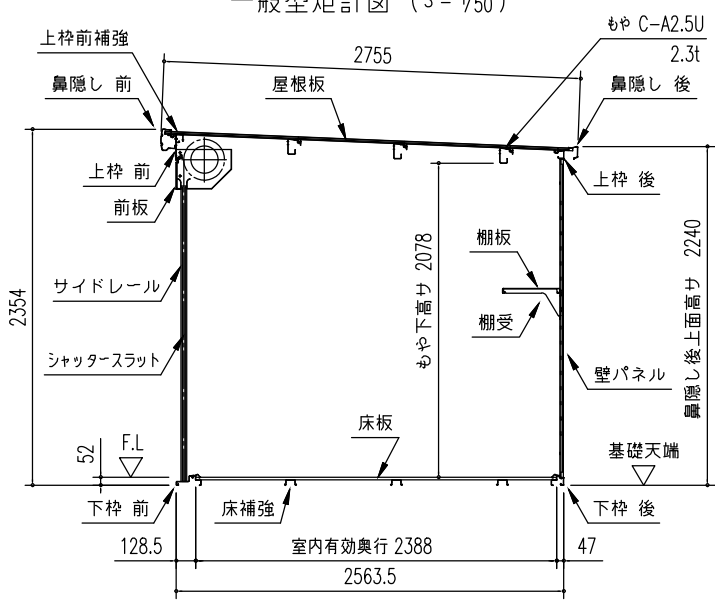 一般型矩計図 (S=1/50)
上枠前補強
もや C-A2.5U
2.3t
2755
鼻隠し 前
屋根板
鼻隠し 後
上枠 前
上枠 後
前板
棚板
もや下高サ 2078
鼻隠し後上面高サ 2240
サイドレール
2354
棚受
シャッタースラット
壁パネル
床板
F.L
52
基礎天端
下枠 前
床補強
下枠 後
128.5
室内有効奥行 2388
47
2563.5